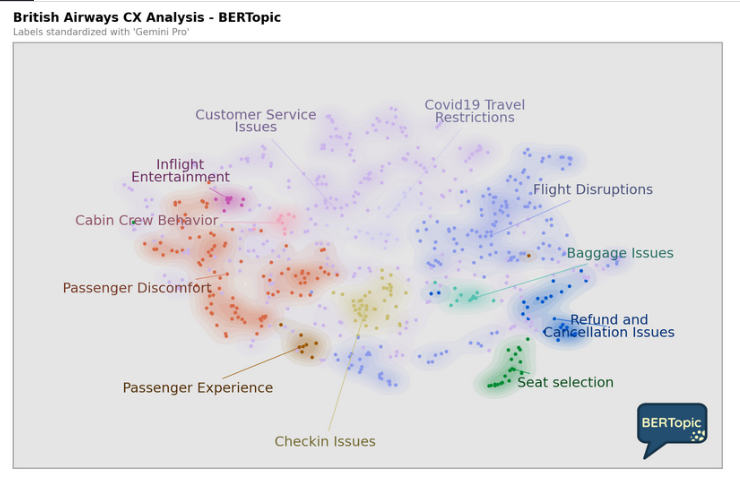 British Airways CX Analysis - BERTopic
Labels standardized with 'Gemini Pro'
Covid19 Travel
Restrictions
Customer Service
Issues
Inflight
Entertainment
Flight Disruptions
Cabin Crew Behavior
Baggage Issues
Passenger Discomfort
Refund and
Cancellation Issues
Seat selection
Passenger Experience
BERTopic
Checkin Issues